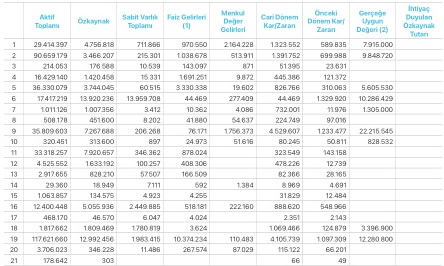 Aktif Toplamı Özkaynak Sabit Varlık Toplamı Faiz Gelirleri (1) Menkul Değer Gelirleri Cari Dönem Kar/Zararı Önceki Dönem Kar/Zararı Gerçeğe Uygun Değeri (2) İhtiyaç Duyulan Özkaynak Tutarı
1 29.414.397 4.756.818 711.866 970.550 2.164.228 1.323.552 589.835 7.915.000
2 90.659.179 3.466.207 215.301 1.038.678 513.911 1.391.752 699.988 9.848.720
3 214.053 176.588 10.539 143.097 871 51.395 23.631
4 16.429.140 1.420.458 15.331 1.691.251 9.872 445.386 121.372
5 36.330.079 3.744.045 60.515 3.330.338 19.602 826.766 310.063 5.605.530
6 17.417.219 13.920.236 13.959.708 44.469 277.409 44.469 1.329.920 10.286.429
7 1.011.126 1.007.356 3.412 10.362 4.086 732.001 11.976 1.305.000
8 508.178 451.600 8.202 41.880 54.637 224.749 97.016
9 35.809.603 7.267.688 206.268 76.171 1.756.373 4.529.607 1.233.477 22.215.545
10 320.451 313.600 897 24.973 51.616 80.245 50.811 828.532
11 33.318.257 7.920.657 346.362 878.024 323.549 143.158
12 4.525.552 1.633.192 100.257 408.306 478.226 12.739
13 2.917.655 828.210 57.507 166.509 82.366 28.165
14 29.360 18.949 7.111 592 1.384 8.969 4.691
15 1.063.857 134.575 4.923 4.255 31.829 12.484
16 12.400.448 5.055.936 2.449.885 518.181 222.160 888.620 548.966
17 468.170 46.570 6.047 4.024 2.351 2.143
18 1.817.662 1.809.469 1.780.819 3.624 1.069.466 124.879 3.396.900
19 117.621.660 12.992.456 1.983.415 10.374.234 110.483 4.105.739 1.097.309 12.280.800
20 3.706.023 346.228 11.486 267.574 87.029 115.122 66.201
21 178.642 303 66 49